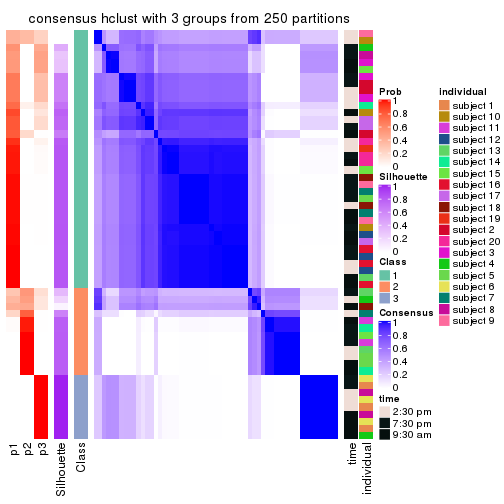 consensus hclust with 3 groups from 250 partitions
Prob
1
0.8
0.6
0.4
0.2
0
Silhouette
1
0.8
0.6
0.4
0.2
0
Class
1
2
3
Consensus
1
0.8
0.6
0.4
0.2
0
time
2:30 pm
7:30 pm
9:30 am
individual
subject 1
subject 10
subject 11
subject 12
subject 13
subject 14
subject 15
subject 16
subject 17
subject 18
subject 19
subject 2
subject 20
subject 3
subject 4
subject 5
subject 6
subject 7
subject 8
subject 9
p1
p2
p3
Silhouette
Class
time
individual